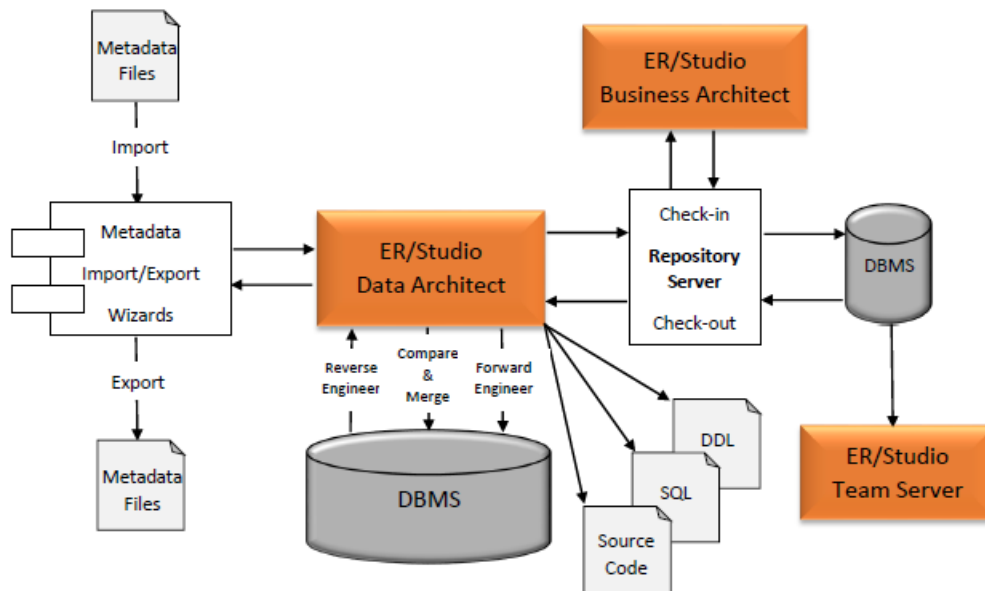 Metadata
Files
Import
Metadata
Import/Export
Wizards
Export
Metadata
Files
ER/Studio
Data Architect
Reverse
Engineer
Compare
&
Merge
Forward
Engineer
DBMS
ER/Studio
Business Architect
Check-in
Repository
Server
Check-out
DBMS
ER/Studio
Team Server
DDL
SQL
Source
Code